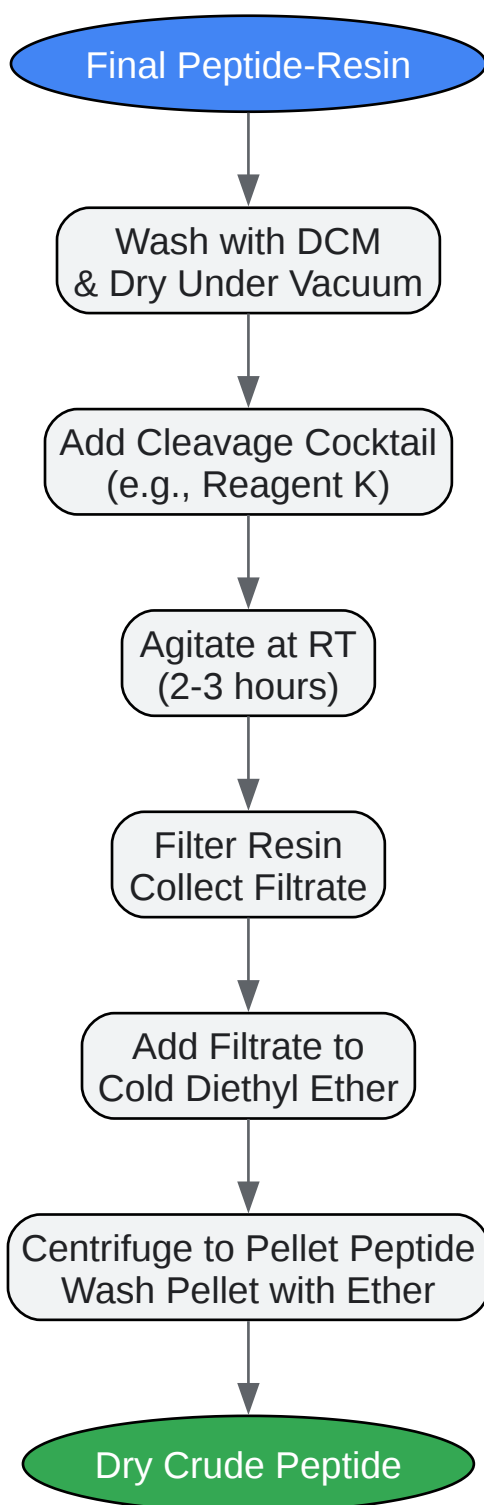 Final Peptide-Resin
Wash with DCM
& Dry Under Vacuum
Add Cleavage Cocktail
(e.g., Reagent K)
Agitate at RT
(2-3 hours)
Filter Resin
Collect Filtrate
Add Filtrate to
Cold Diethyl Ether
Centrifuge to Pellet Peptide
Wash Pellet with Ether
Dry Crude Peptide